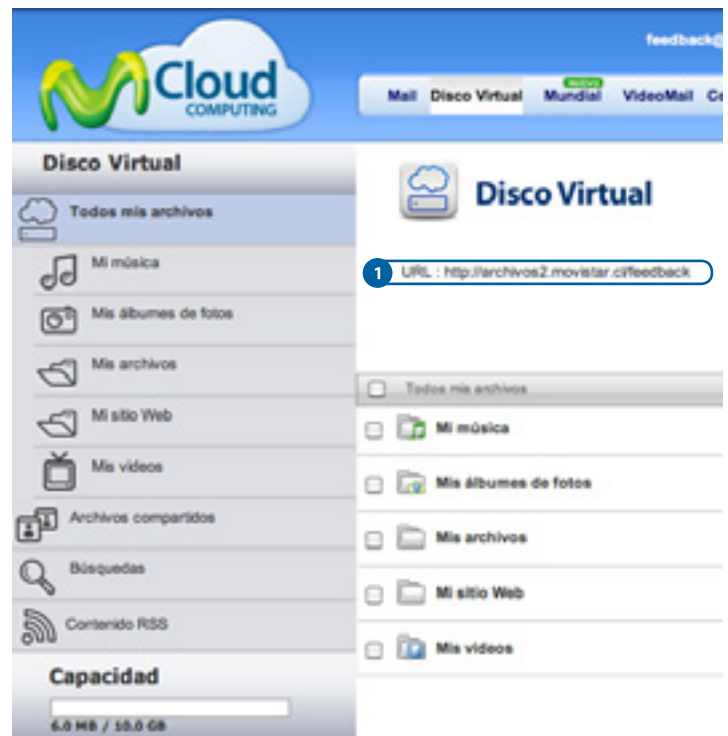 Cloud
COMPUTING
feedback@
Mail Disco Virtual Mundial VideoMail Ce
NUEVO
Disco Virtual
Todos mis archivos
Mi música
Mis álbumes de fotos
Mis archivos
Mi sitio Web
Mis videos
Archivos compartidos
Búsquedas
Contenido RSS
Capacidad
6.0 MB / 10.0 GB
Disco Virtual
1 URL : http://archivos2.movistar.cl/feedback
Todos mis archivos
Mi música
Mis álbumes de fotos
Mis archivos
Mi sitio Web
Mis videos